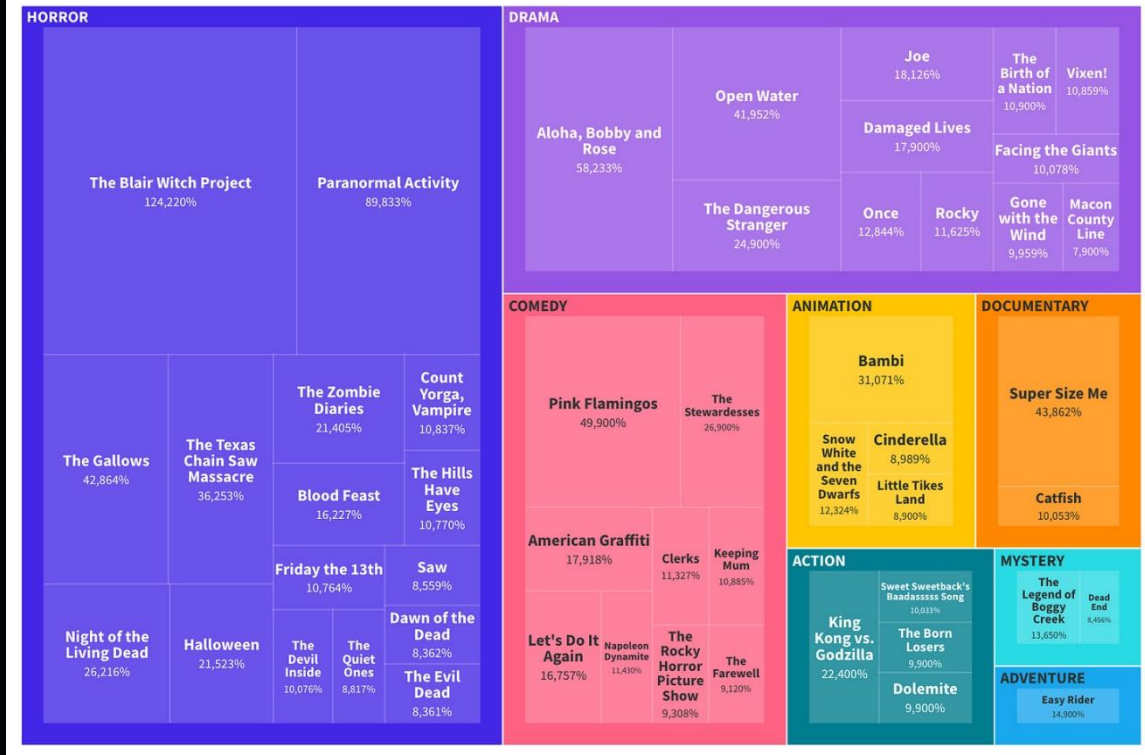 HORROR
The Blair Witch Project
124,220%
Paranormal Activity
89,833%
The Gallows
42,864%
The Texas
Chain Saw
Massacre
36,253%
The Zombie
Diaries
21,405%
Count
Yorga,
Vampire
10,837%
Blood Feast
16,227%
The Hills
Have
Eyes
10,770%
Night of the
Living Dead
26,216%
Halloween
21,523%
Friday the 13th
10,764%
Saw
8,559%
The
Devil
Inside
10,076%
The
Quiet
Ones
8,817%
Dawn of the
Dead
8,362%
The Evil
Dead
8,361%
DRAMA
Aloha, Bobby and
Rose
58,233%
Open Water
41,952%
The Dangerous
Stranger
24,900%
Joe
18,126%
Damaged Lives
17,900%
Once
12,844%
Rocky
11,625%
The
Birth of
a Nation
10,900%
Vixen!
10,859%
Facing the Giants
10,078%
Gone
with the
Wind
9,959%
Macon
County
Line
7,900%
COMEDY
Pink Flamingos
49,900%
The
Stewardesses
26,900%
American Graffiti
17,918%
Clerks
11,327%
Keeping
Mum
10,885%
Let's Do It
Again
16,757%
Napoleon
Dynamite
11,430%
The
Rocky
Horror
Picture
Show
9,308%
The
Farewell
9,120%
ANIMATION
Bambi
31,071%
Snow
White
and the
Seven
Dwarfs
12,324%
Cinderella
8,989%
Little Tikes
Land
8,900%
DOCUMENTARY
Super Size Me
43,862%
Catfish
10,053%
ACTION
King
Kong vs.
Godzilla
22,400%
Sweet Sweetback's
Baadasssss Song
10,033%
The Born
Losers
9,900%
Dolemite
9,900%
MYSTERY
The
Legend of
Boggy
Creek
13,650%
Dead
End
8,456%
ADVENTURE
Easy Rider
14,900%